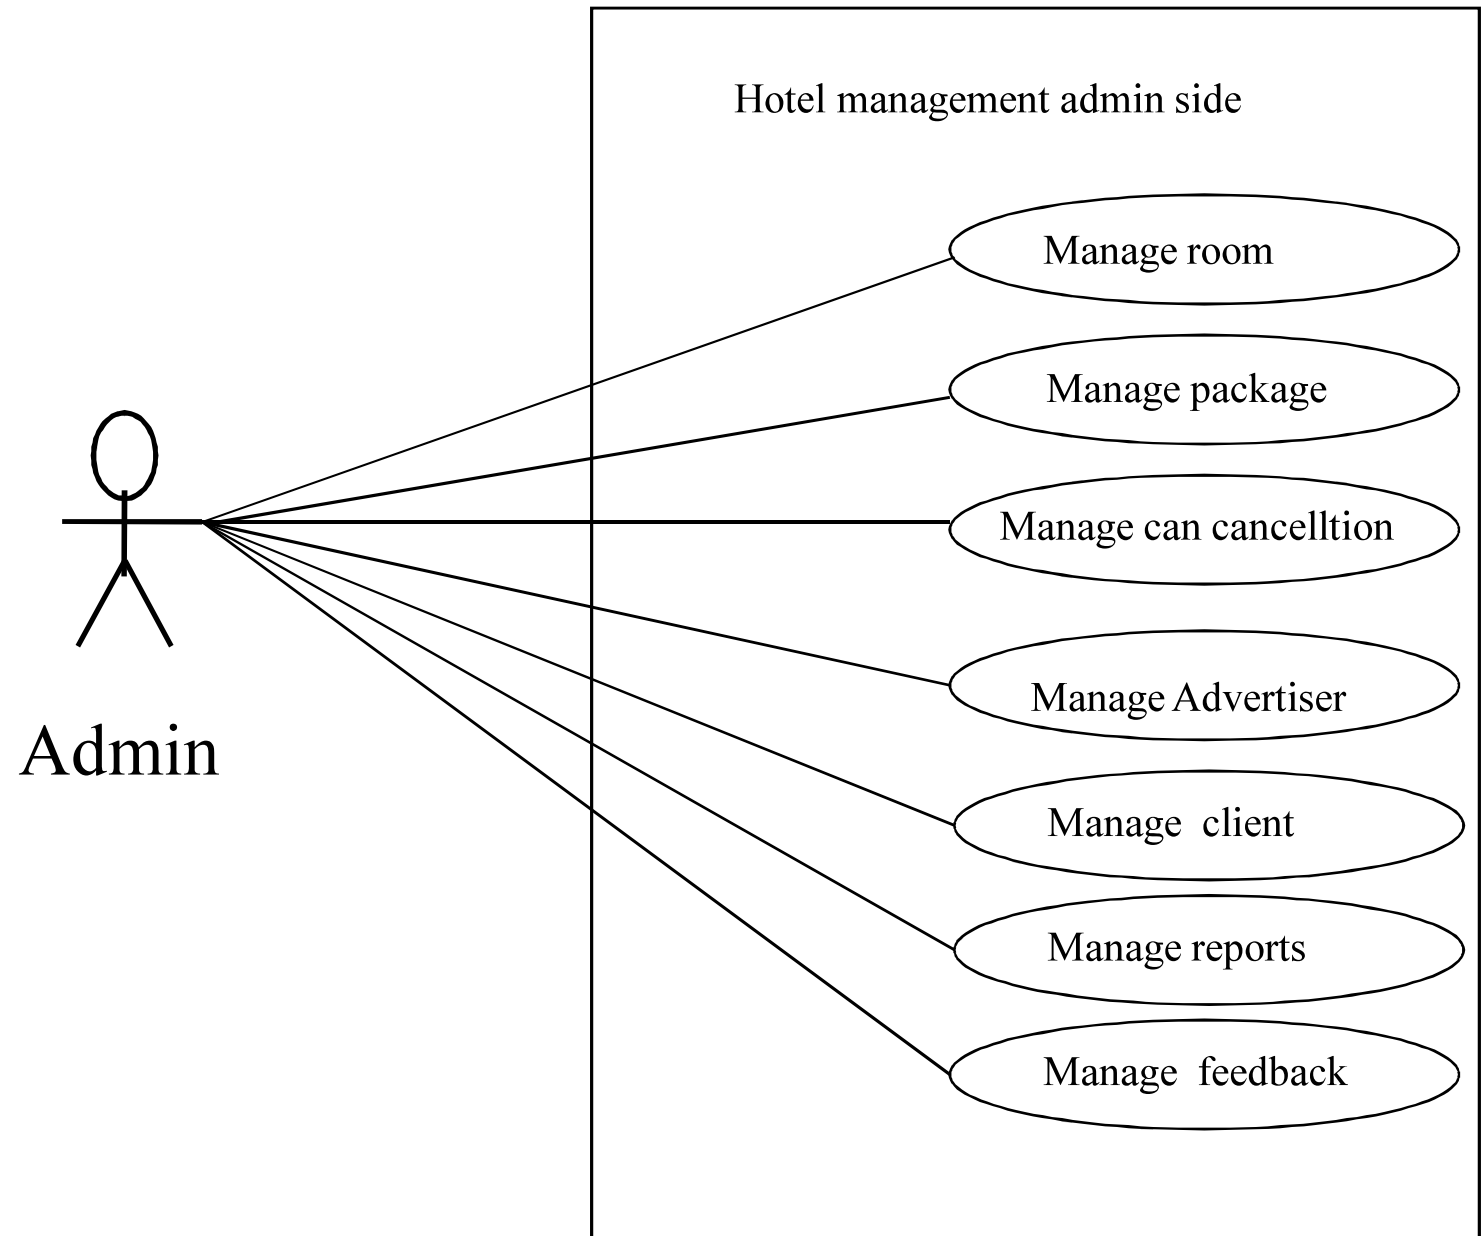 Hotel management admin side
Manage room
Manage package
Manage can cancelltion
Manage Advertiser
Admin
Manage client
Manage reports
Manage feedback